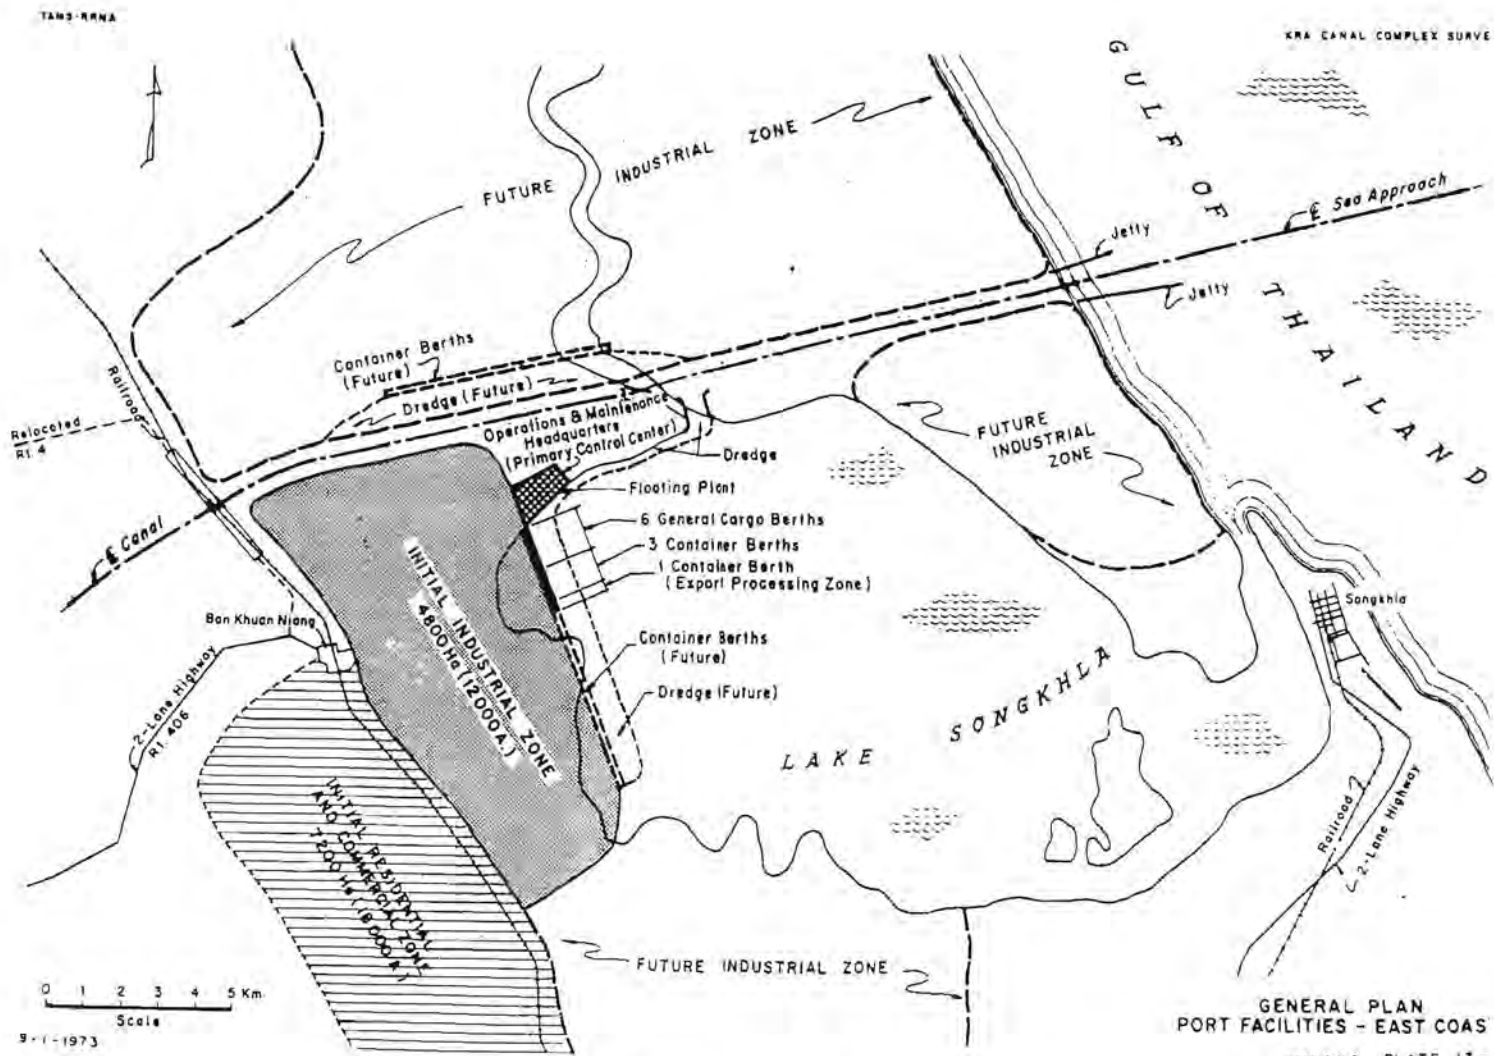 TAMS-RRNA
KRA CANAL COMPLEX SURVE
GULF OF THAILAND
FUTURE INDUSTRIAL ZONE
℄ Sea Approach
Jetty
Jetty
Container Berths
(Future)
Dredge (Future)
Railroad
Relocated
Rt. 4
Operations & Maintenance
Headquarters
(Primary Control Center)
FUTURE
INDUSTRIAL
ZONE
Dredge
Floating Plant
6 General Cargo Berths
3 Container Berths
1 Container Berth
(Export Processing Zone)
℄ Canal
INITIAL INDUSTRIAL ZONE
4800 Ha (12000A.)
Ban Khuan Niang
Songkhla
Container Berths
(Future)
2-Lane Highway
Rt. 406
Dredge (Future)
LAKE SONGKHLA
INITIAL RESIDENTIAL
AND COMMERCIAL ZONE
7200 Ha (18 000 A.)
Railroad
2-Lane Highway
FUTURE INDUSTRIAL ZONE
0 1 2 3 4 5 Km.
Scale
9-1-1973
GENERAL PLAN
PORT FACILITIES - EAST COAS